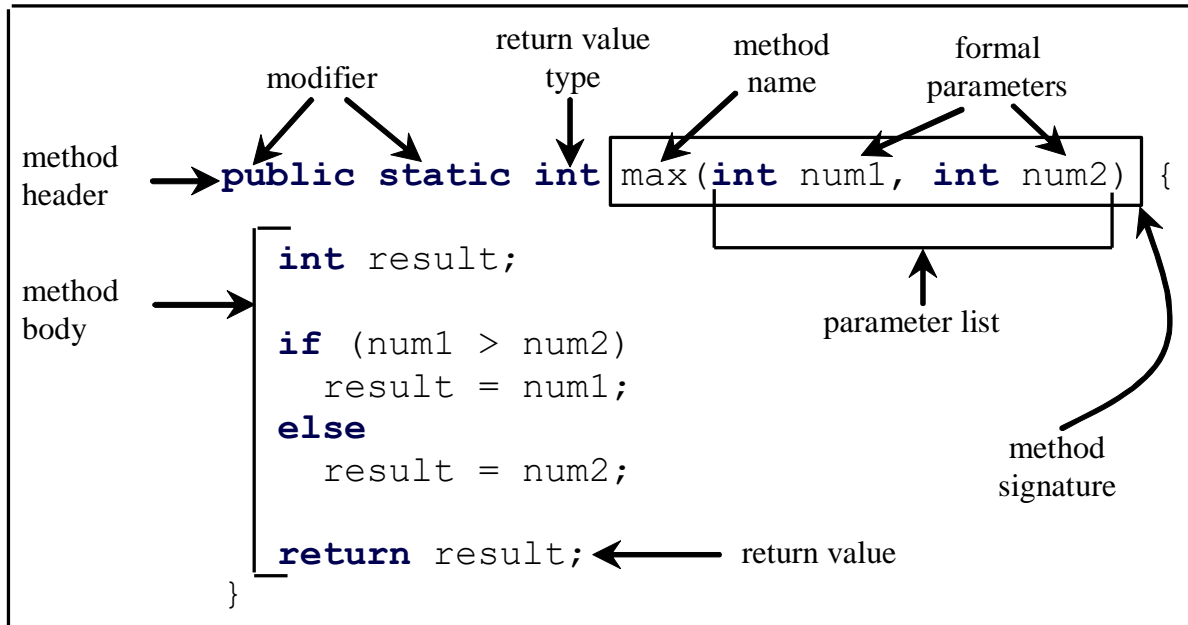 return value
type
method
name
formal
parameters
modifier
method
header
public static int max(int num1, int num2) {
int result;
method
body
parameter list
if (num1 > num2)
result = num1;
else
result = num2;
method
signature
return result;
return value
}